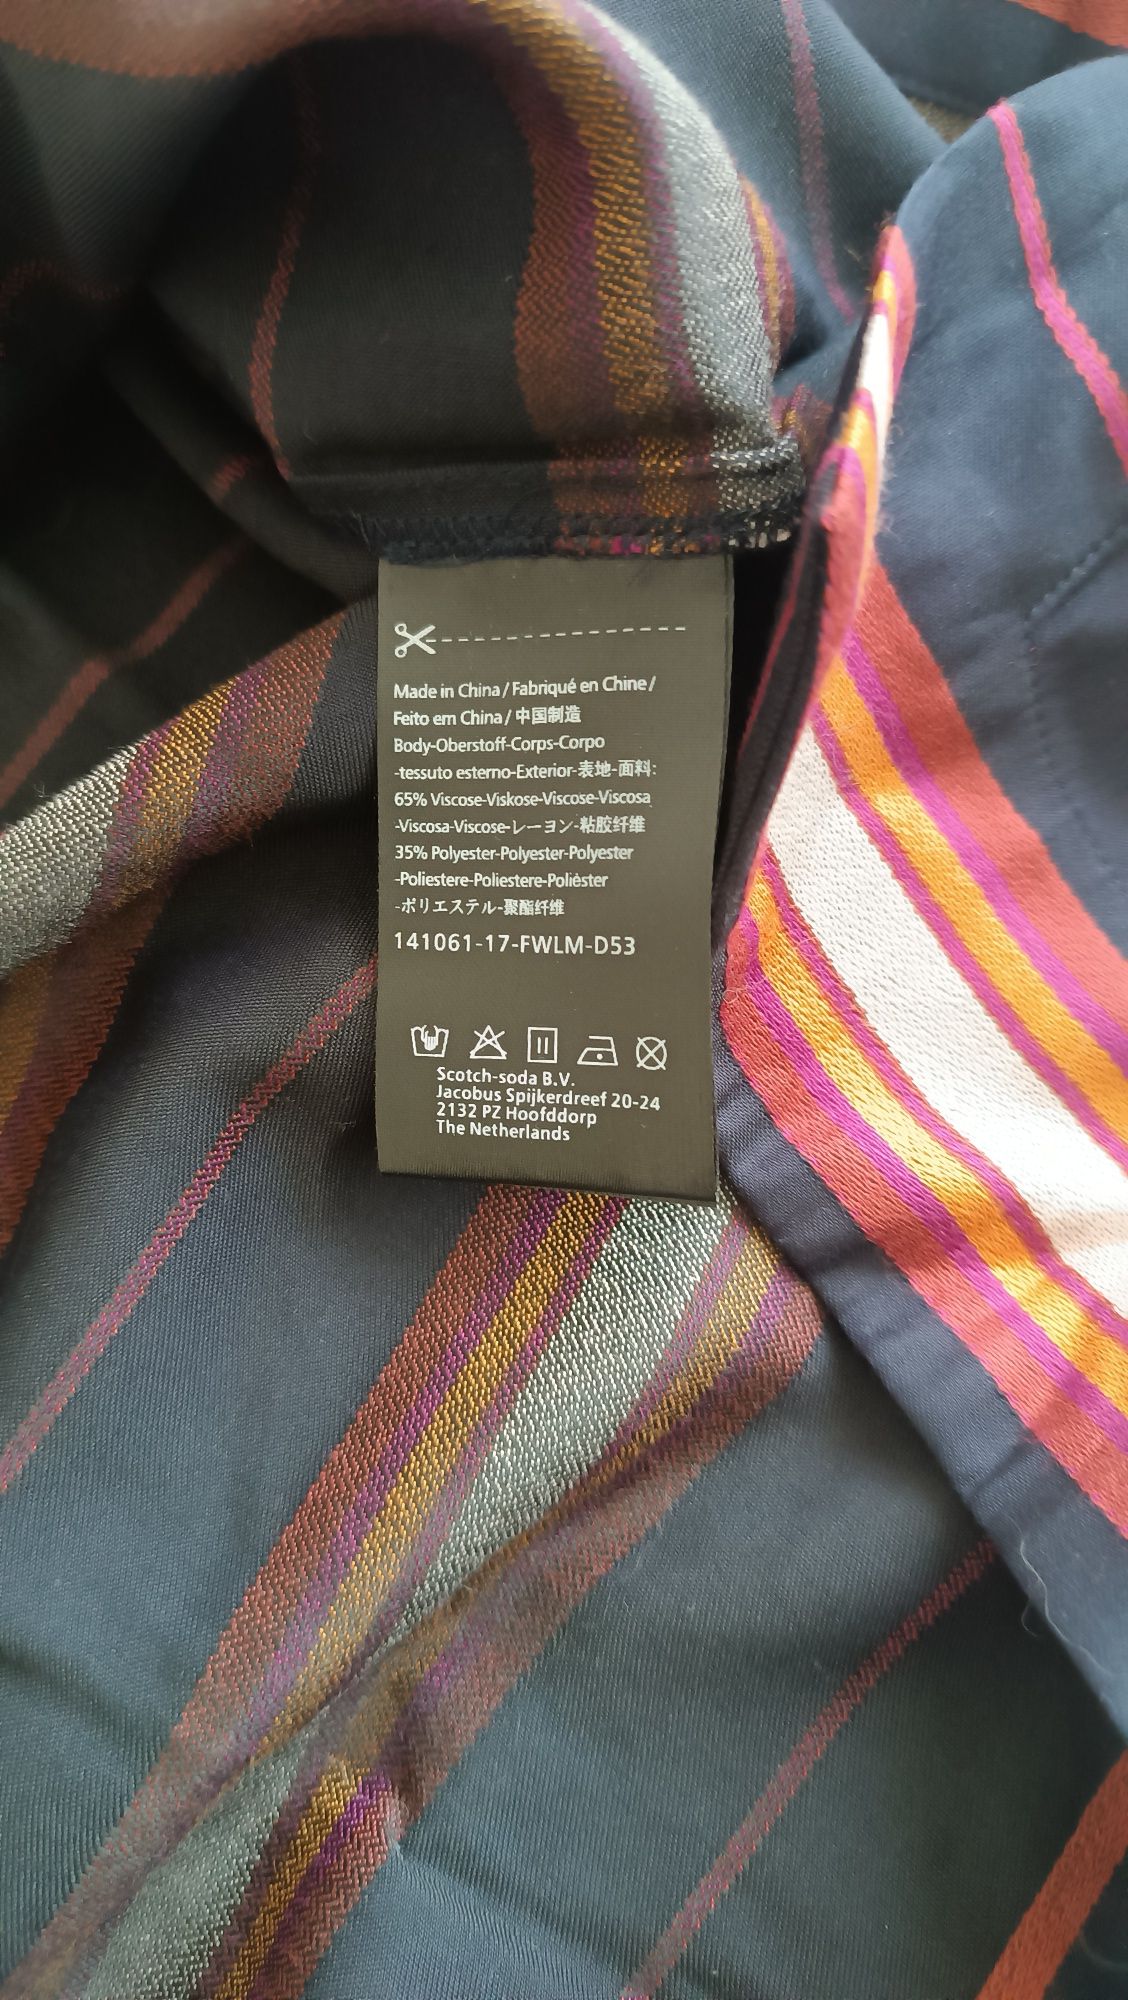 Made in China / Fabriqué en Chine /
Feito em China / 中国制造
Body-Oberstoff-Corps-Corpo
-tessuto esterno-Exterior-表地-面料:
65% Viscose-Viskose-Viscose-Viscosa
-Viscosa-Viscose-レーヨン-粘胶纤维
35% Polyester-Polyester-Polyester
-Poliestere-Poliestere-Polièster
-ポリエステル-聚酯纤维
141061-17-FWLM-D53
Scotch-soda B.V.
Jacobus Spijkerdreef 20-24
2132 PZ Hoofddorp
The Netherlands